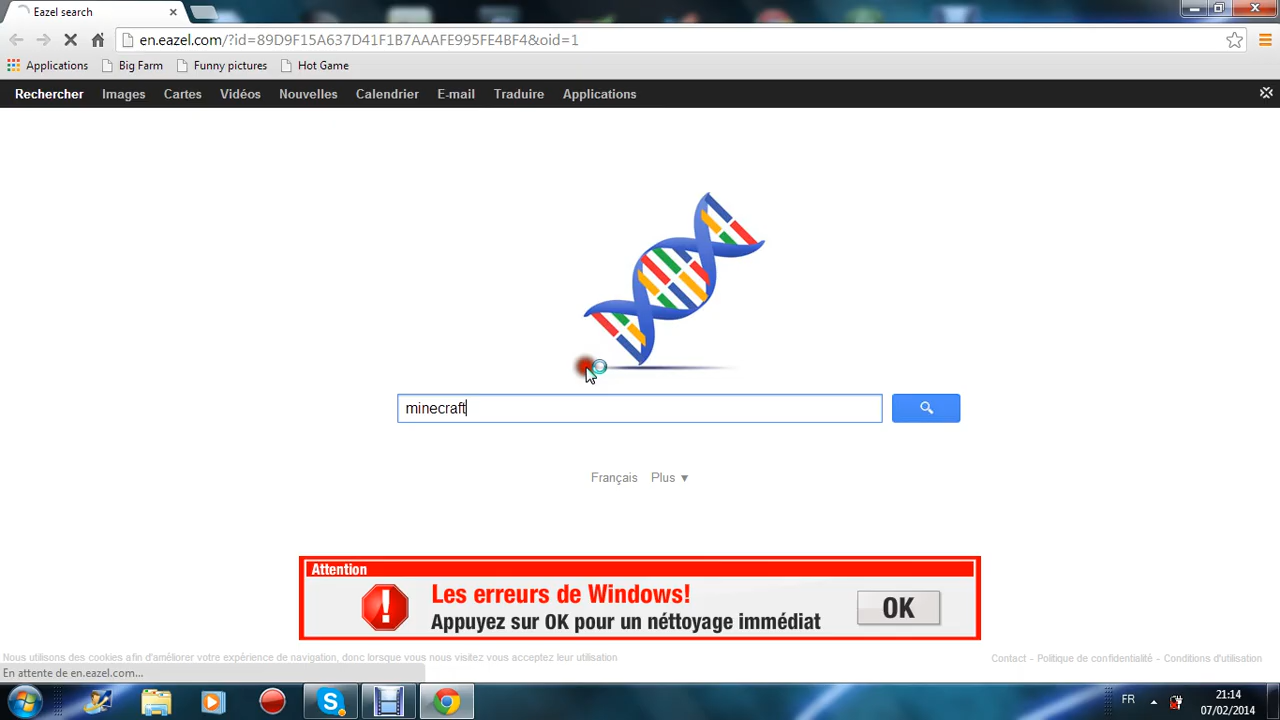 Eazel search
en.eazel.com/?id=89D9F15A637D41F1B7AAAFE995FE4BF4&oid=1
Applications Big Farm Funny pictures Hot Game
Rechercher Images Cartes Vidéos Nouvelles Calendrier E-mail Traduire Applications
minecraft
Français Plus ▼
Attention
Les erreurs de Windows!
Appuyez sur OK pour un néttoyage immédiat
OK
Nous utilisons des cookies afin d'améliorer votre expérience de navigation, donc lorsque vous nous visitez vous acceptez leur utilisation
Contact - Politique de confidentialité - Conditions d'utilisation
En attente de en.eazel.com...
FR
21:14
07/02/2014